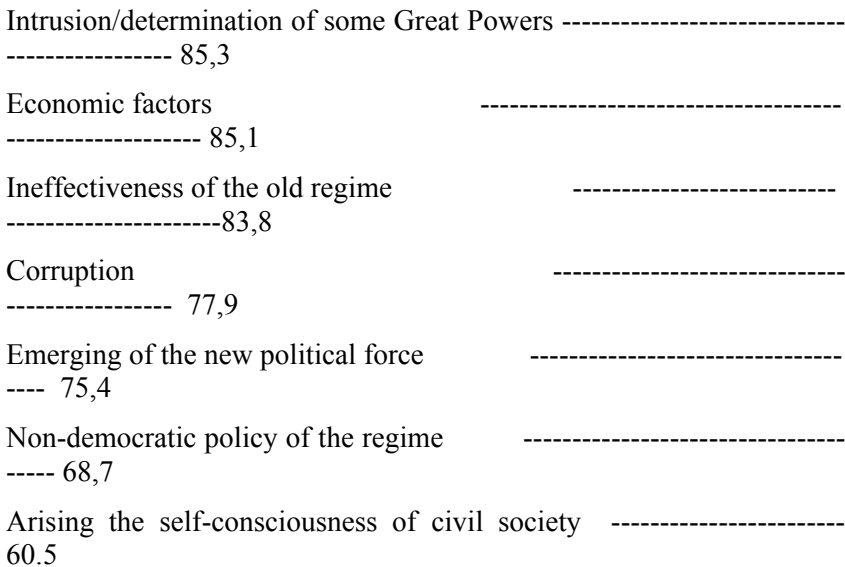 Intrusion/determination of some Great Powers -----------------------------
----------------- 85,3
Economic factors -------------------------------------
-------------------- 85,1
Ineffectiveness of the old regime ---------------------------
----------------------83,8
Corruption ------------------------------
----------------- 77,9
Emerging of the new political force --------------------------------
---- 75,4
Non-democratic policy of the regime ---------------------------------
----- 68,7
Arising the self-consciousness of civil society ------------------------
60.5